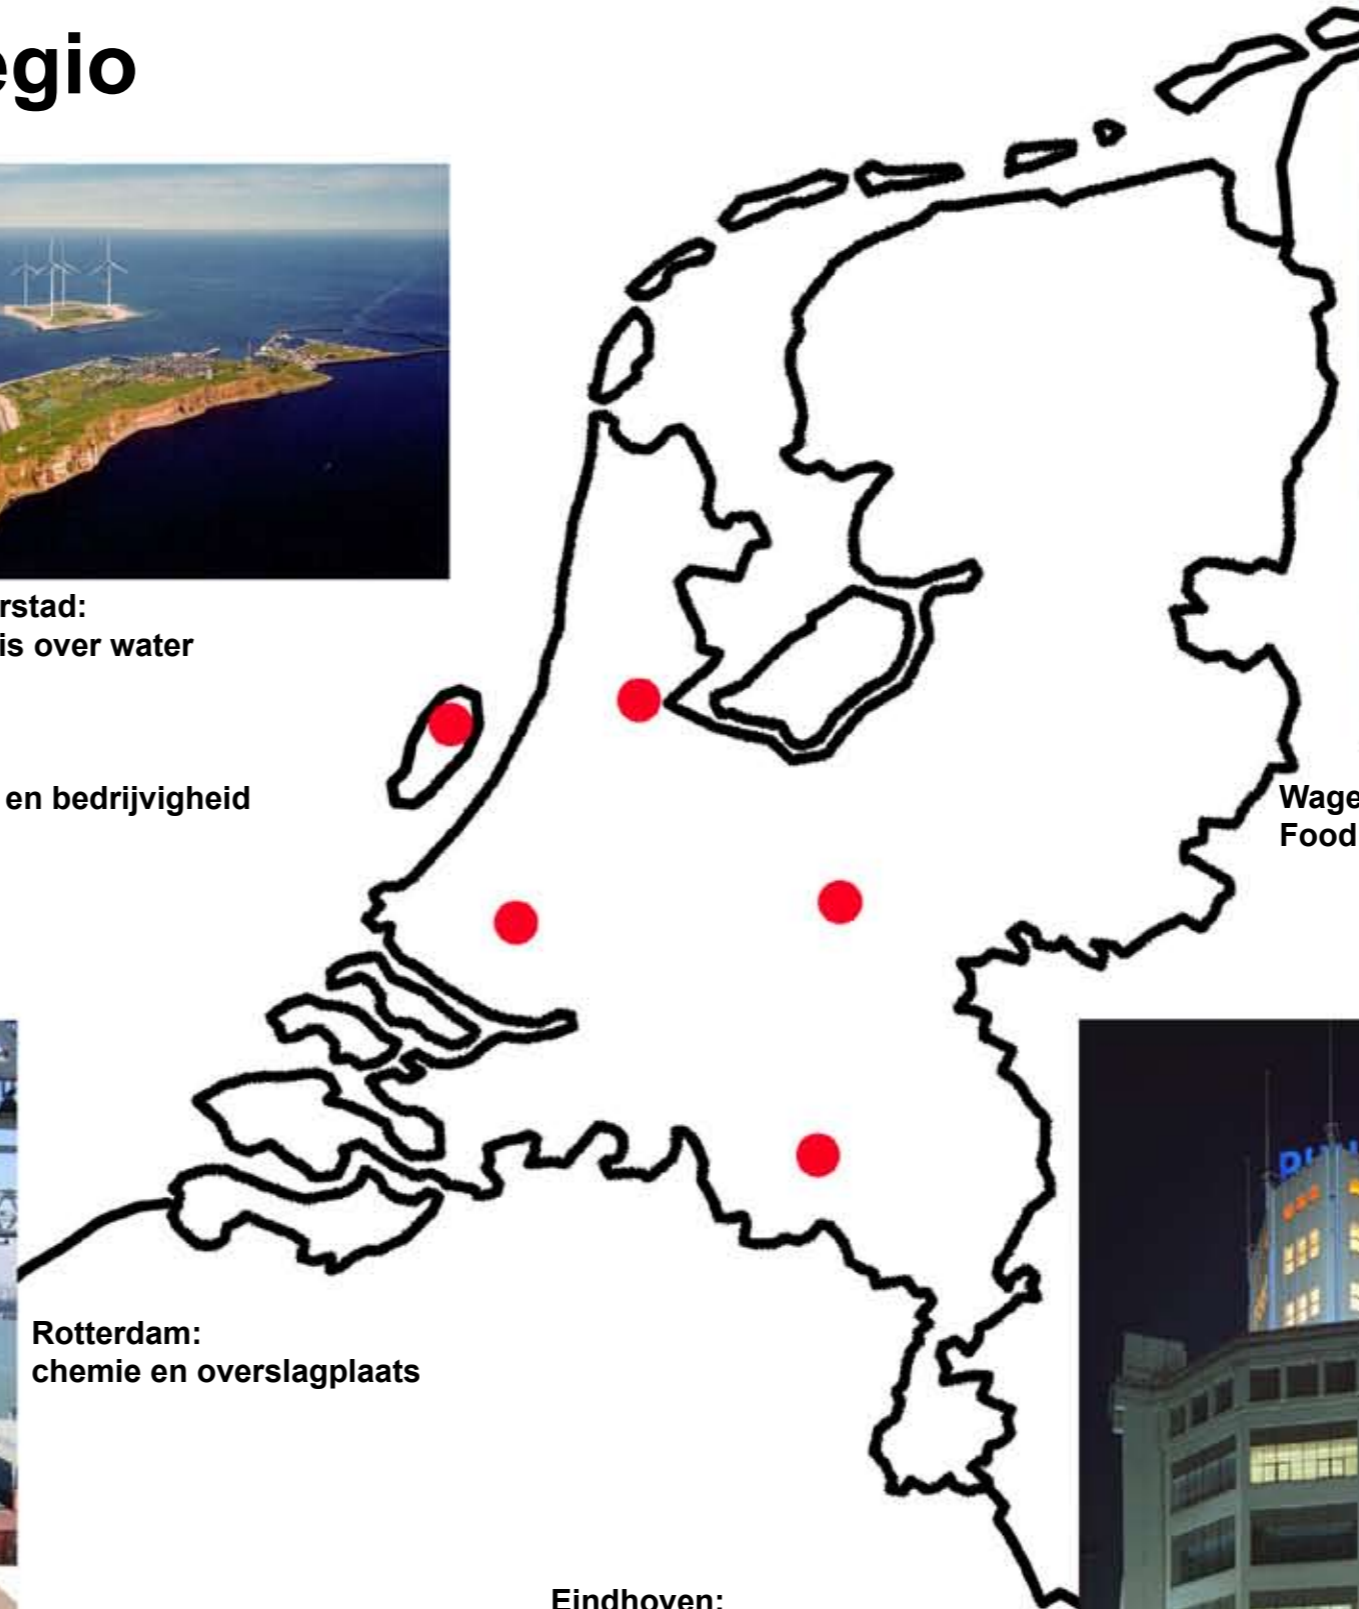 egio
rstad:
is over water
en bedrijvigheid
Wage
Food
Rotterdam:
chemie en overslagplaats
Eindhoven: